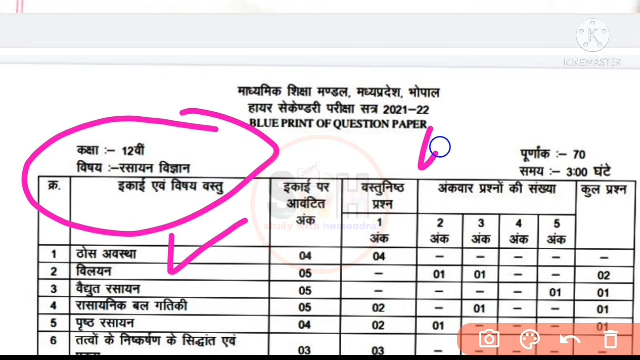 KINEMASTER
माध्यमिक शिक्षा मण्डल, मध्यप्रदेश, भोपाल
हायर सेकेण्डरी परीक्षा सत्र 2021–22
BLUE PRINT OF QUESTION PAPER
कक्षा :- 12वीं
पूर्णांक :- 70
विषय :-रसायन विज्ञान
समय :- 3:00 घंटे
क्र. इकाई एवं विषय वस्तु इकाई पर आवंटित अंक वस्तुनिष्ठ प्रश्न अंकवार प्रश्नों की संख्या कुल प्रश्न
1 अंक 2 अंक 3 अंक 4 अंक 5 अंक
1 ठोस अवस्था 04 04 – – – – –
2 विलयन 05 – 01 01 – – 02
3 वैद्युत रसायन 05 – – – – 01 01
4 रासायनिक बल गतिकी 05 02 – 01 – – 01
5 पृष्ठ रसायन 04 02 01 – – – 01
6 तत्वों के निष्कर्षण के सिद्धांत एवं
03 03 – –
study with homendra